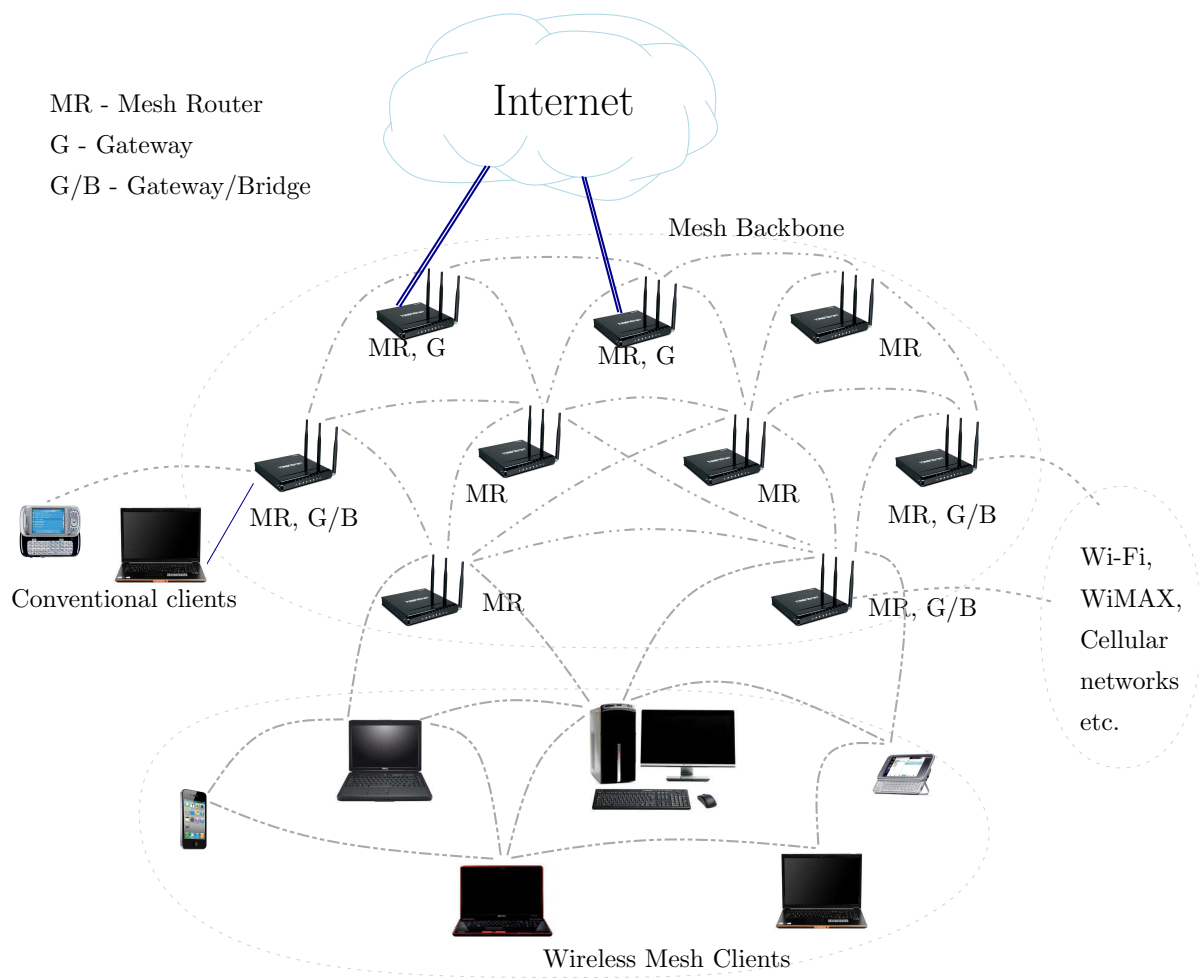 Internet
MR - Mesh Router
G - Gateway
G/B - Gateway/Bridge
Mesh Backbone
MR, G
MR, G
MR
MR
MR
MR, G/B
MR, G/B
Conventional clients
MR
MR, G/B
Wi-Fi,
WiMAX,
Cellular
networks
etc.
Wireless Mesh Clients